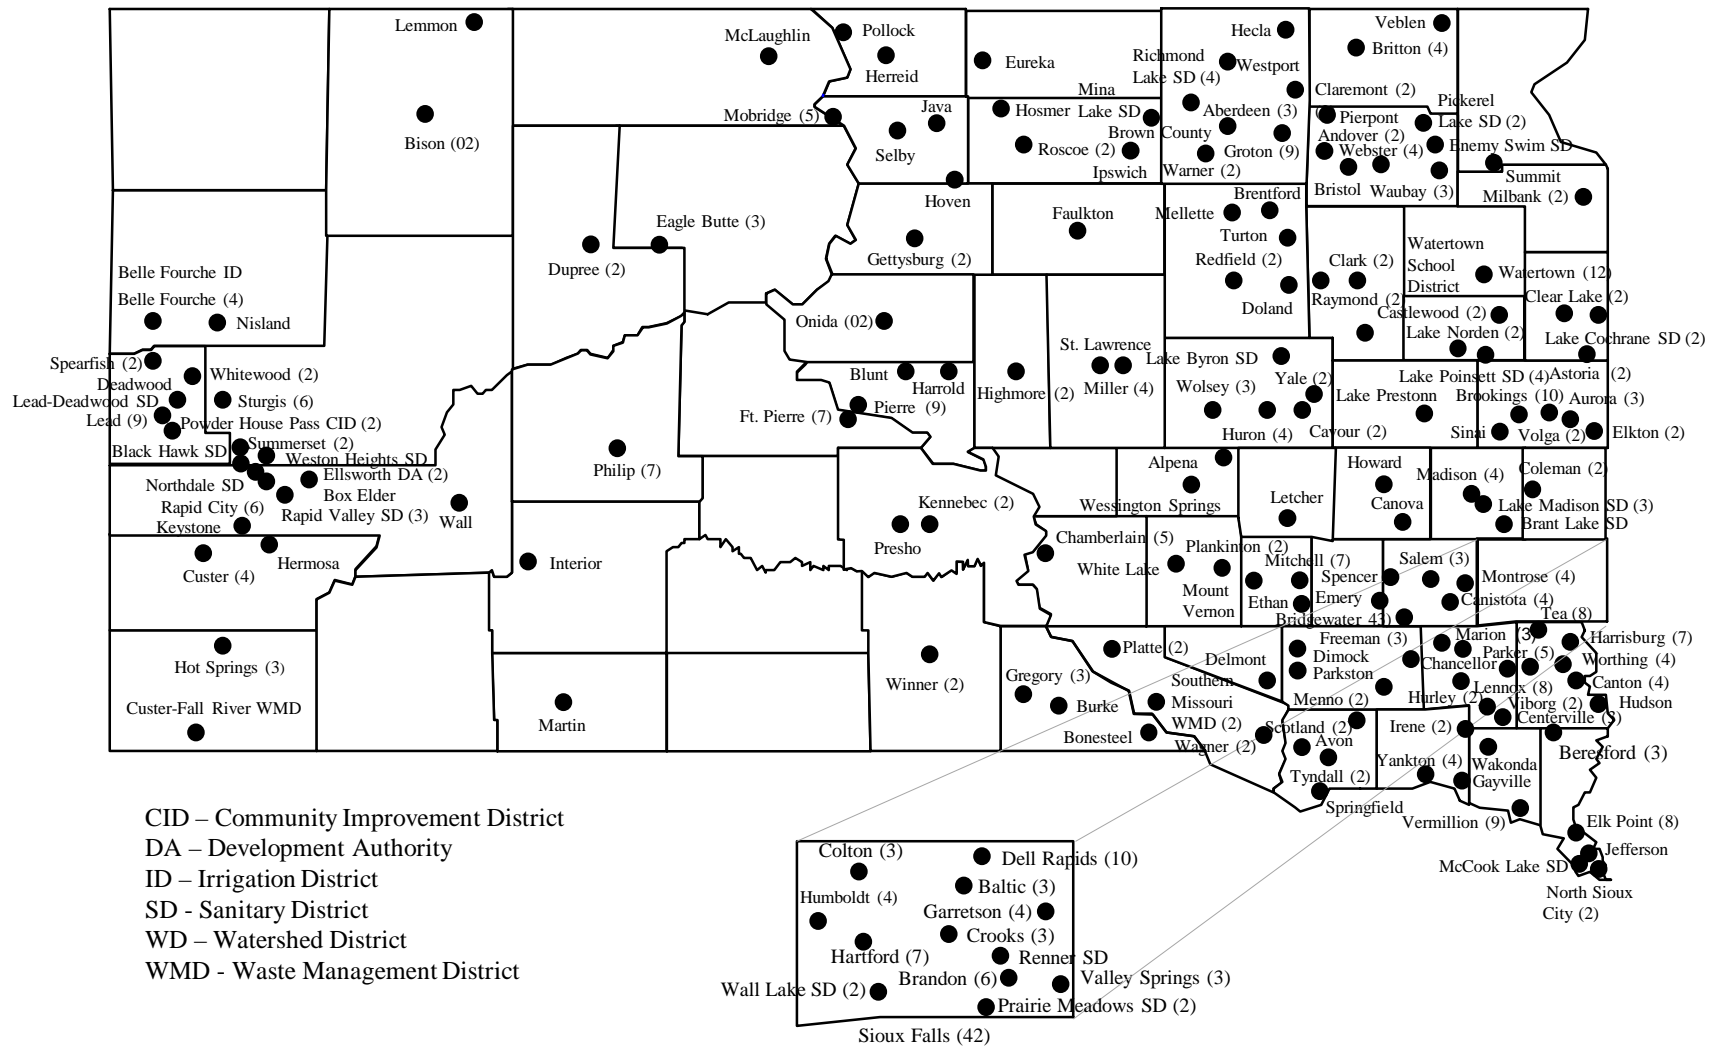 Lemmon
McLaughlin
Pollock
Herreid
Eureka
Hecla
Richmond
Lake SD (4)
Westport
Veblen
Britton (4)
Claremont (2)
Mina
Lake SD
Bison (02)
Mobridge (5)
Java
Selby
Hosmer
Roscoe (2)
Ipswich
Aberdeen (3)
Brown County
Groton (9)
Warner (2)
Pierpont
Andover (2)
Webster (4)
Bristol
Waubay (3)
Pickerel
Lake SD (2)
Enemy Swim SD
Summit
Milbank (2)
Hoven
Eagle Butte (3)
Dupree (2)
Gettysburg (2)
Faulkton
Brentford
Mellette
Turton
Redfield (2)
Doland
Clark (2)
Raymond (2)
Watertown
School
District
Watertown (12)
Clear Lake (2)
Castlewood (2)
Lake Norden (2)
Lake Cochrane SD (2)
Belle Fourche ID
Belle Fourche (4)
Nisland
Onida (02)
Spearfish (2)
Deadwood
Whitewood (2)
Lead-Deadwood SD
Sturgis (6)
Lead (9)
Powder House Pass CID (2)
Black Hawk SD
Summerset (2)
Weston Heights SD
Northdale SD
Ellsworth DA (2)
Box Elder
Rapid City (6)
Rapid Valley SD (3)
Keystone
Wall
Blunt
Harrold
Pierre (9)
Ft. Pierre (7)
Highmore (2)
St. Lawrence
Miller (4)
Lake Byron SD
Wolsey (3)
Yale (2)
Huron (4)
Cavour (2)
Lake Prestonn
Lake Poinsett SD (4)
Astoria (2)
Brookings (10)
Aurora (3)
Sinai
Volga (2)
Elkton (2)
Philip (7)
Kennebec (2)
Presho
Alpena
Wessington Springs
Letcher
Howard
Canova
Madison (4)
Coleman (2)
Lake Madison SD (3)
Brant Lake SD
Custer (4)
Hermosa
Interior
Chamberlain (5)
White Lake
Plankinton (2)
Mount
Vernon
Mitchell (7)
Ethan
Spencer
Emery
Bridgewater 43)
Salem (3)
Montrose (4)
Canistota (4)
Tea (8)
Hot Springs (3)
Custer-Fall River WMD
Martin
Winner (2)
Gregory (3)
Burke
Bonesteel
Platte (2)
Southern
Missouri
WMD (2)
Wagner (2)
Delmont
Freeman (3)
Dimock
Parkston
Menno (2)
Marion (3)
Chancellor
Parker (5)
Hurley (2)
Lennox (8)
Viborg (2)
Centerville (3)
Harrisburg (7)
Worthing (4)
Canton (4)
Hudson
Scotland (2)
Avon
Tyndall (2)
Springfield
Irene (2)
Yankton (4)
Wakonda
Gayville
Vermillion (9)
Beresford (3)
Elk Point (8)
Jefferson
McCook Lake SD
North Sioux
City (2)
CID – Community Improvement District
DA – Development Authority
ID – Irrigation District
SD - Sanitary District
WD – Watershed District
WMD - Waste Management District
Colton (3)
Dell Rapids (10)
Baltic (3)
Humboldt (4)
Garretson (4)
Crooks (3)
Hartford (7)
Renner SD
Brandon (6)
Valley Springs (3)
Wall Lake SD (2)
Prairie Meadows SD (2)
Sioux Falls (42)